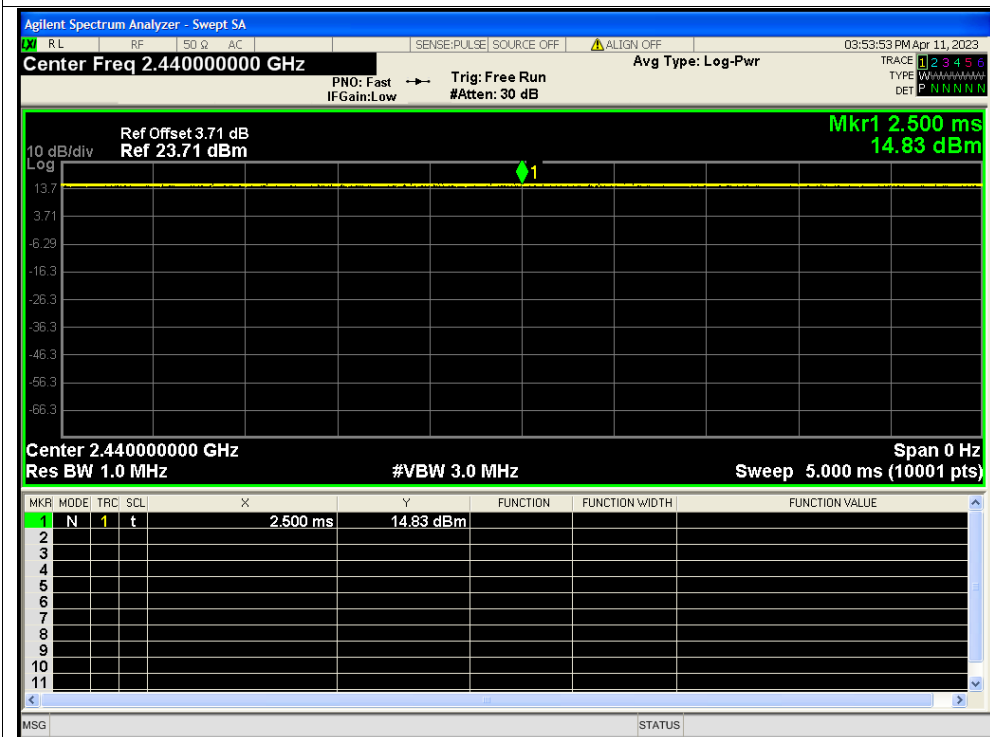 Agilent Spectrum Analyzer - Swept SA
LXI RL RF 50 Ω AC SENSE:PULSE SOURCE OFF ALIGN OFF 03:53:53 PM Apr 11, 2023
Center Freq 2.440000000 GHz Avg Type: Log-Pwr TRACE 1 2 3 4 5 6
PNO: Fast Trig: Free Run TYPE WWWWWW
IFGain:Low #Atten: 30 dB DET P N N N N N
Mkr1 2.500 ms
Ref Offset 3.71 dB
10 dB/div Ref 23.71 dBm 14.83 dBm
Log
1
13.7
3.71
-6.29
-16.3
-26.3
-36.3
-46.3
-56.3
-66.3
Center 2.440000000 GHz Span 0 Hz
Res BW 1.0 MHz #VBW 3.0 MHz Sweep 5.000 ms (10001 pts)
MKR MODE TRC SCL X Y FUNCTION FUNCTION WIDTH FUNCTION VALUE
1 N 1 t 2.500 ms 14.83 dBm
2
3
4
5
6
7
8
9
10
11
MSG STATUS